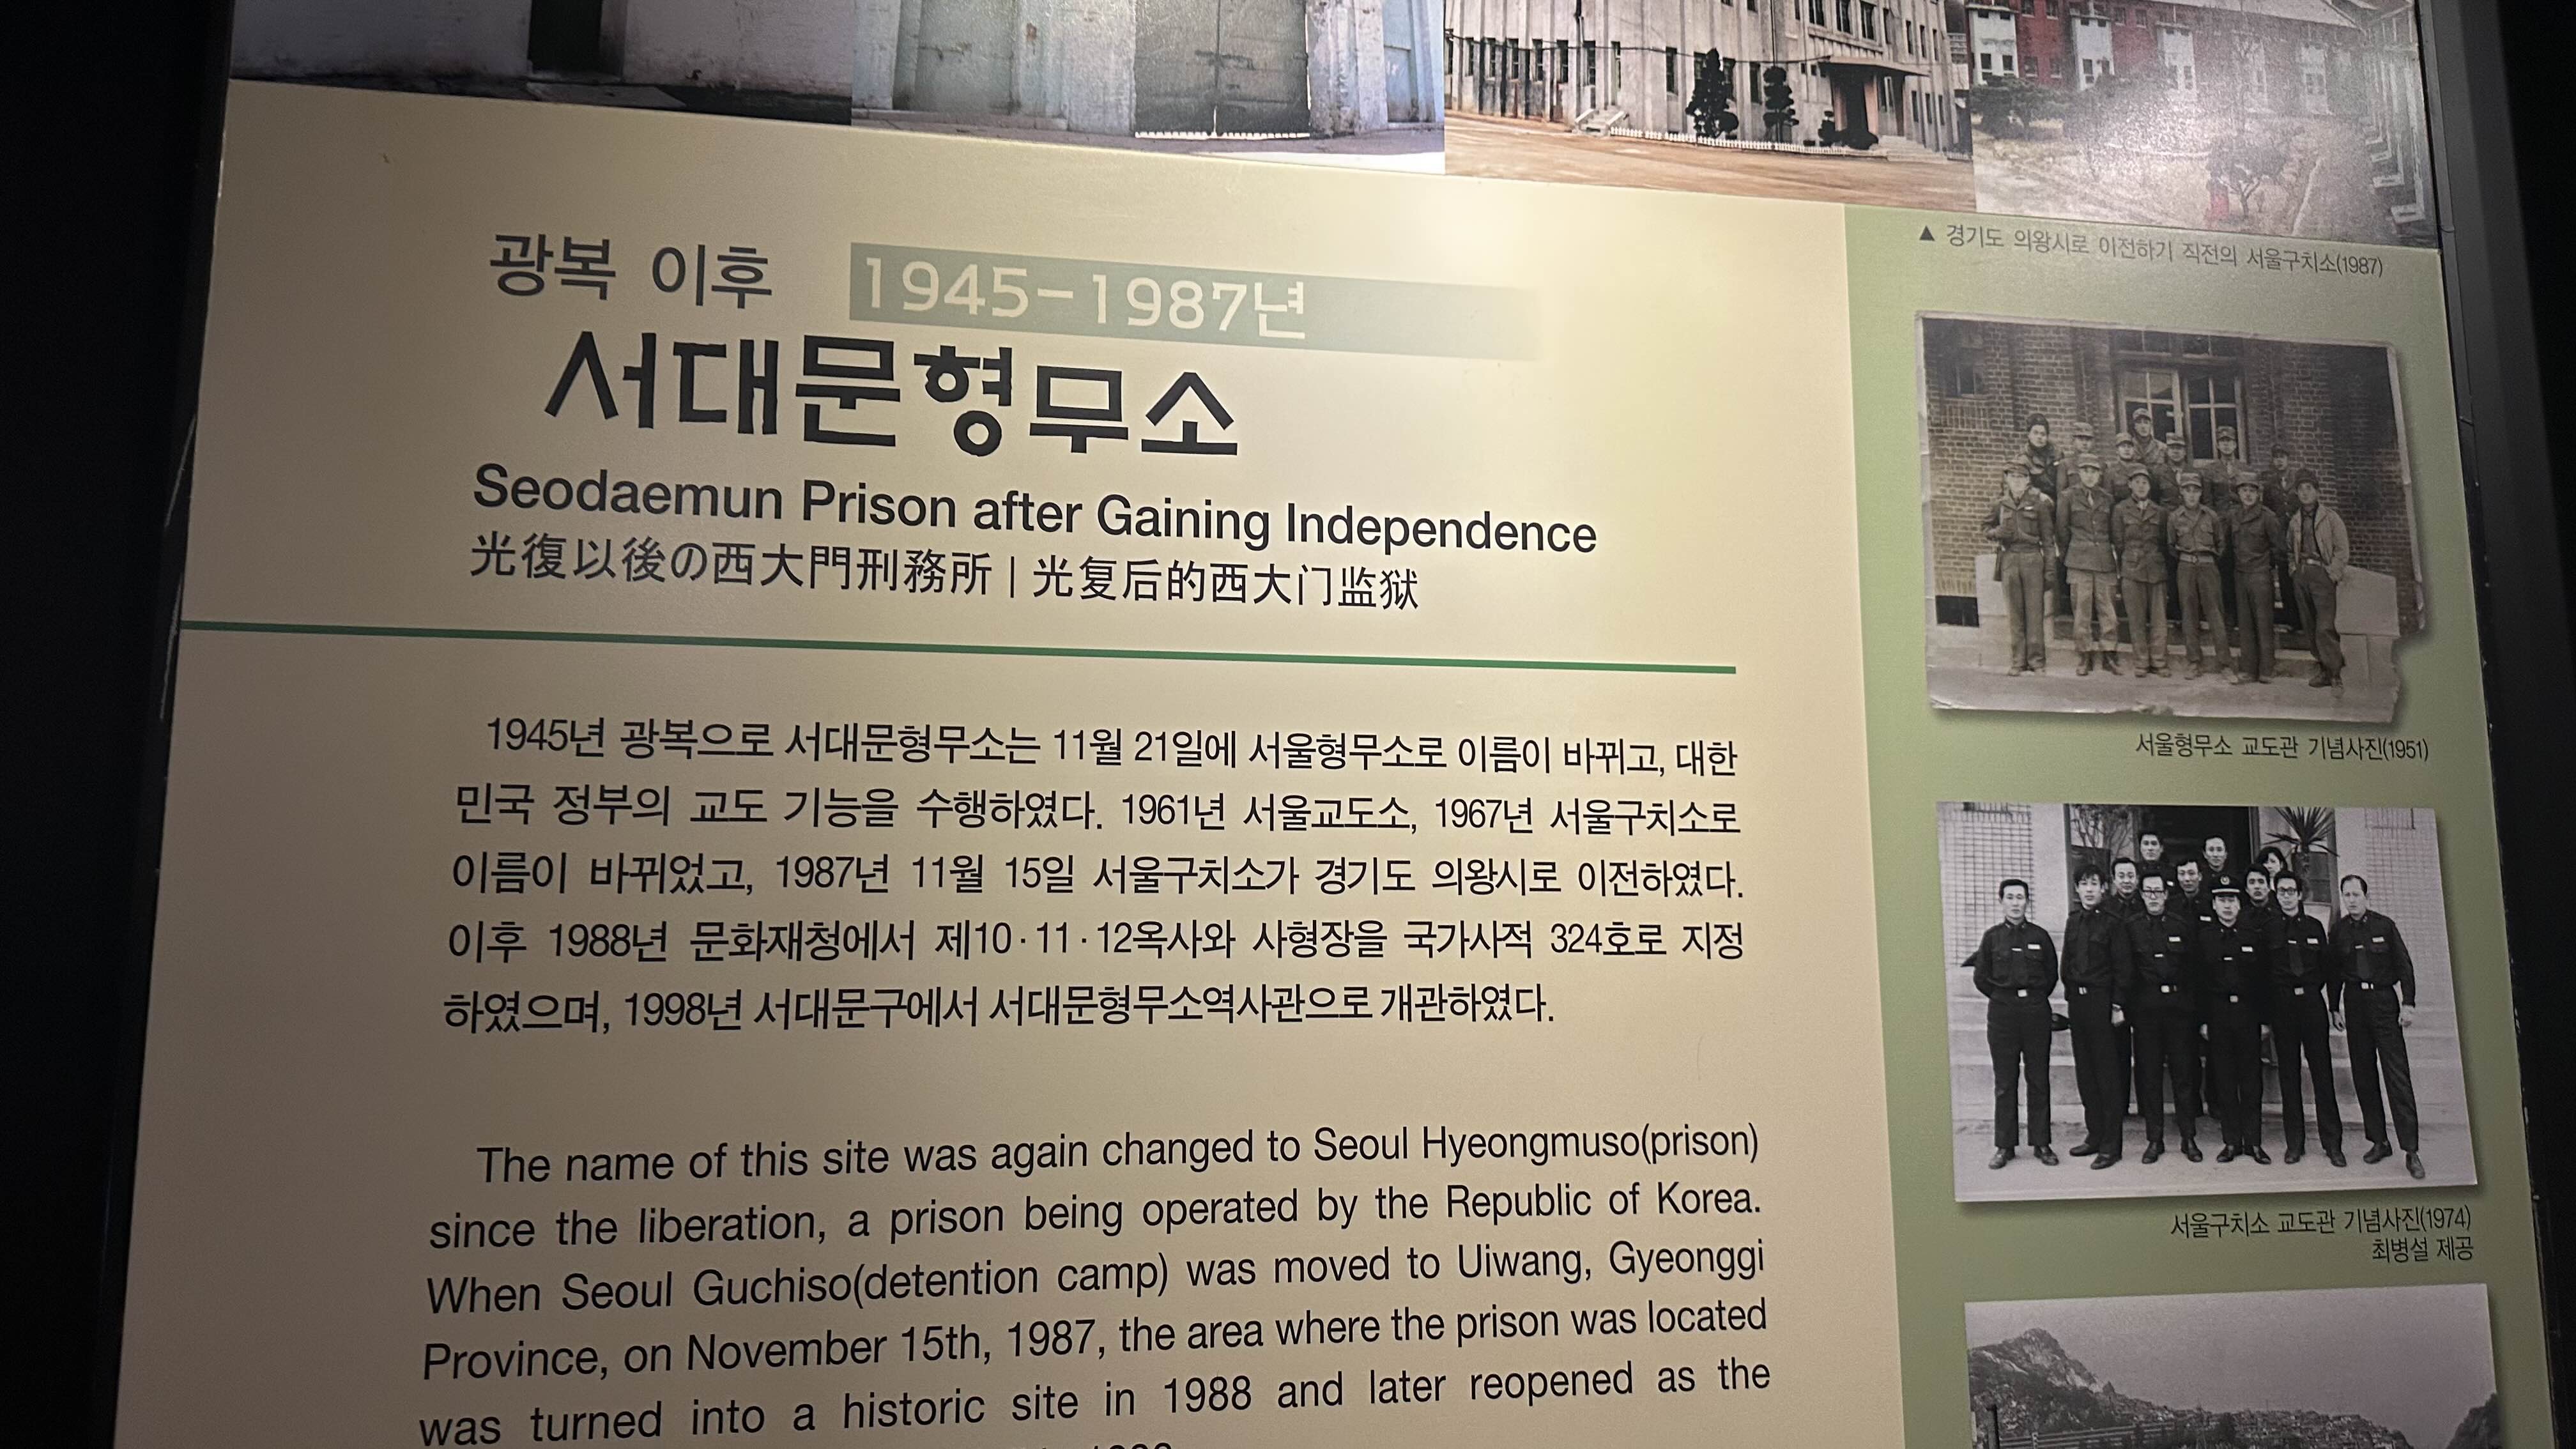 광복 이후 1945-1987년
서대문형무소
Seodaemun Prison after Gaining Independence
光復以後の西大門刑務所 | 光复后的西大门监狱
1945년 광복으로 서대문형무소는 11월 21일에 서울형무소로 이름이 바뀌고, 대한
민국 정부의 교도 기능을 수행하였다. 1961년 서울교도소, 1967년 서울구치소로
이름이 바뀌었고, 1987년 11월 15일 서울구치소가 경기도 의왕시로 이전하였다.
이후 1988년 문화재청에서 제10·11·12옥사와 사형장을 국가사적 324호로 지정
하였으며, 1998년 서대문구에서 서대문형무소역사관으로 개관하였다.
The name of this site was again changed to Seoul Hyeongmuso(prison)
since the liberation, a prison being operated by the Republic of Korea.
When Seoul Guchiso(detention camp) was moved to Uiwang, Gyeonggi
Province, on November 15th, 1987, the area where the prison was located
was turned into a historic site in 1988 and later reopened as the
▲ 경기도 의왕시로 이전하기 직전의 서울구치소(1987)
서울형무소 교도관 기념사진(1951)
서울구치소 교도관 기념사진(1974)
최병설 제공